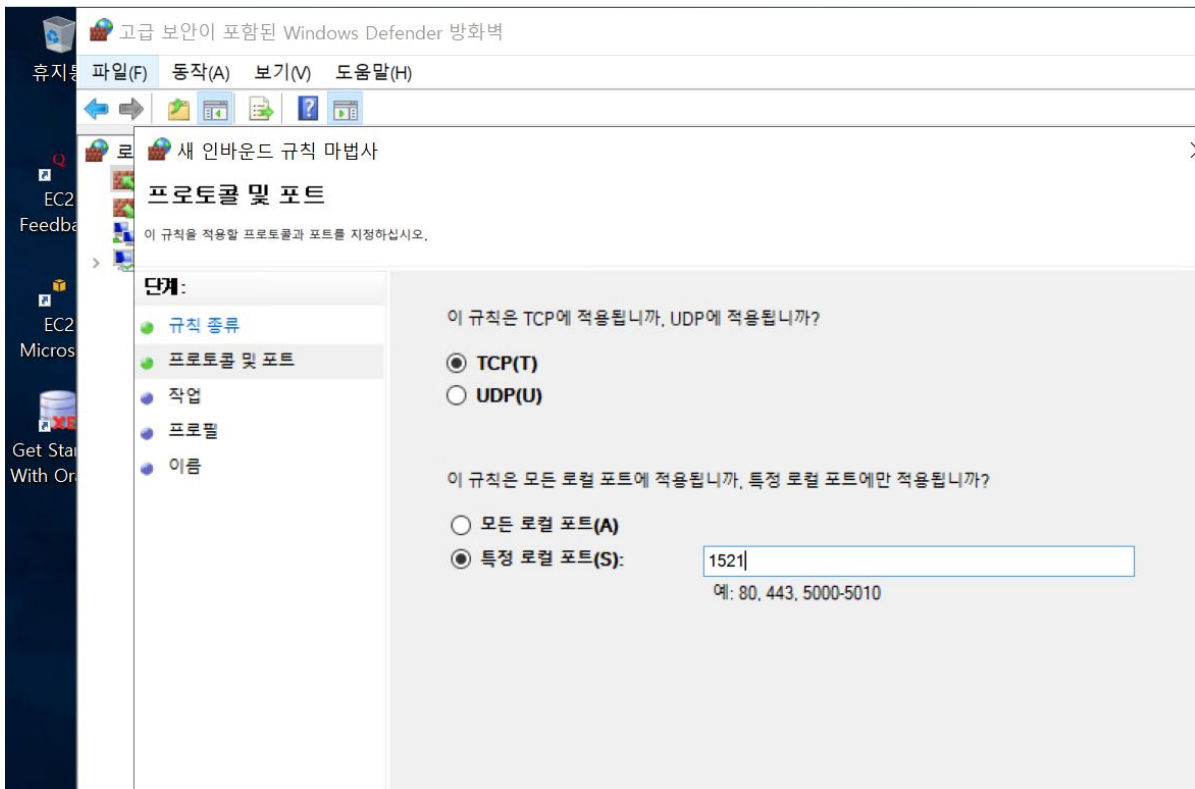 고급 보안이 포함된 Windows Defender 방화벽
휴지통
파일(F) 동작(A) 보기(V) 도움말(H)
로
새 인바운드 규칙 마법사
프로토콜 및 포트
이 규칙을 적용할 프로토콜과 포트를 지정하십시오.
EC2
Feedba
단계:
규칙 종류
프로토콜 및 포트
작업
프로필
이름
EC2
Micros
XE
Get Star
With Or
이 규칙은 TCP에 적용됩니까, UDP에 적용됩니까?
TCP(T)
UDP(U)
이 규칙은 모든 로컬 포트에 적용됩니까, 특정 로컬 포트에만 적용됩니까?
모든 로컬 포트(A)
특정 로컬 포트(S): 1521
예: 80, 443, 5000-5010